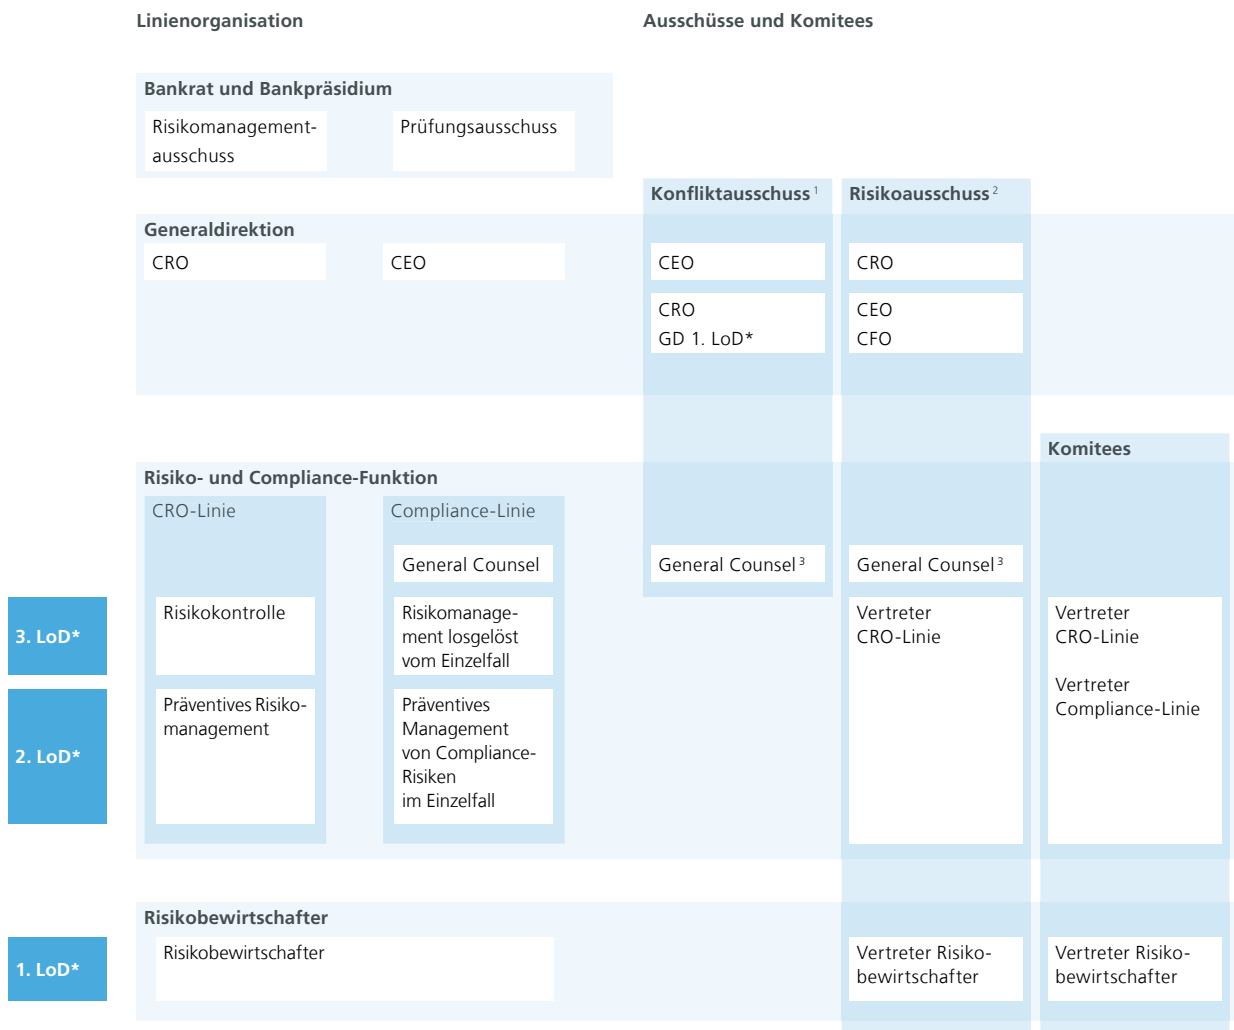 Linienorganisation
Ausschüsse und Komitees
Bankrat und Bankpräsidium
Risikomanagement-
ausschuss
Prüfungsausschuss
Konfliktausschuss ¹
Risikoausschuss ²
Generaldirektion
CRO
CEO
CEO
CRO
GD 1. LoD*
CRO
CEO
CFO
Komitees
Risiko- und Compliance-Funktion
CRO-Linie
Compliance-Linie
General Counsel
General Counsel ³
General Counsel ³
3. LoD*
Risikokontrolle
Risikomanage-
ment losgelöst
vom Einzelfall
Vertreter
CRO-Linie
Vertreter
CRO-Linie
Vertreter
Compliance-Linie
2. LoD*
Präventives Risiko-
management
Präventives
Management
von Compliance-
Risiken
im Einzelfall
Risikobewirtschafter
1. LoD*
Risikobewirtschafter
Vertreter Risiko-
bewirtschafter
Vertreter Risiko-
bewirtschafter